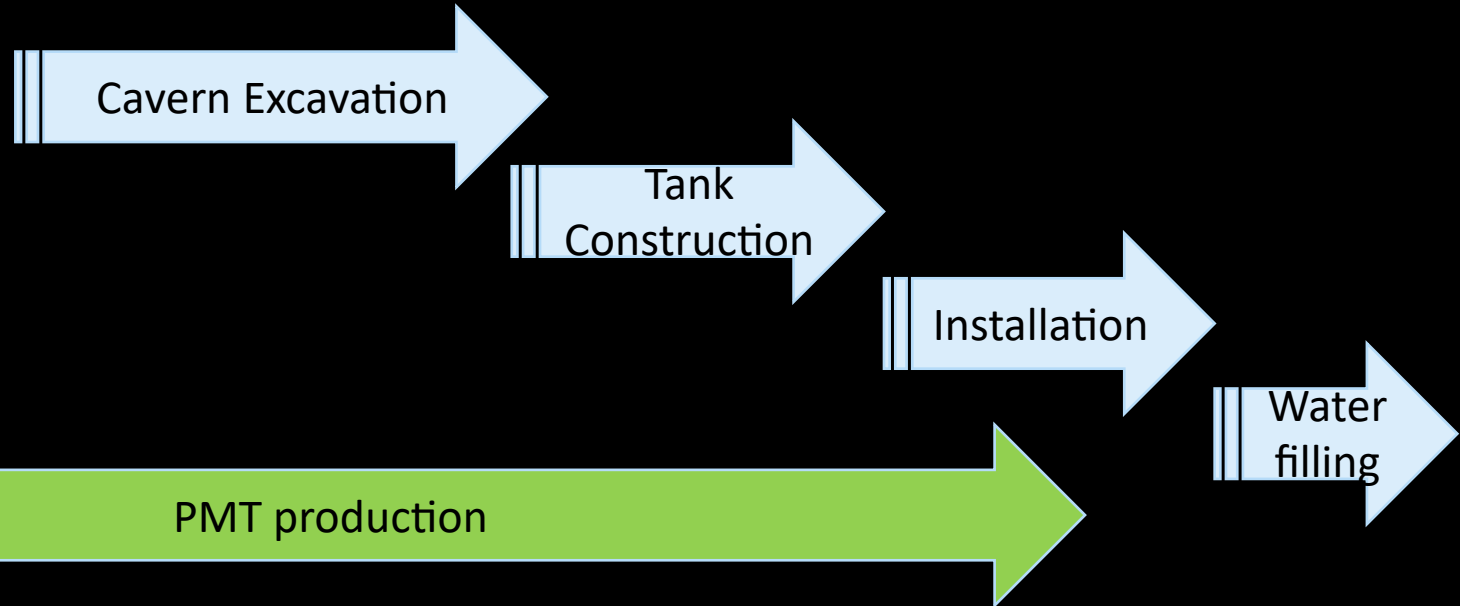 Cavern Excavation
Tank
Construction
Installation
Water
filling
PMT production